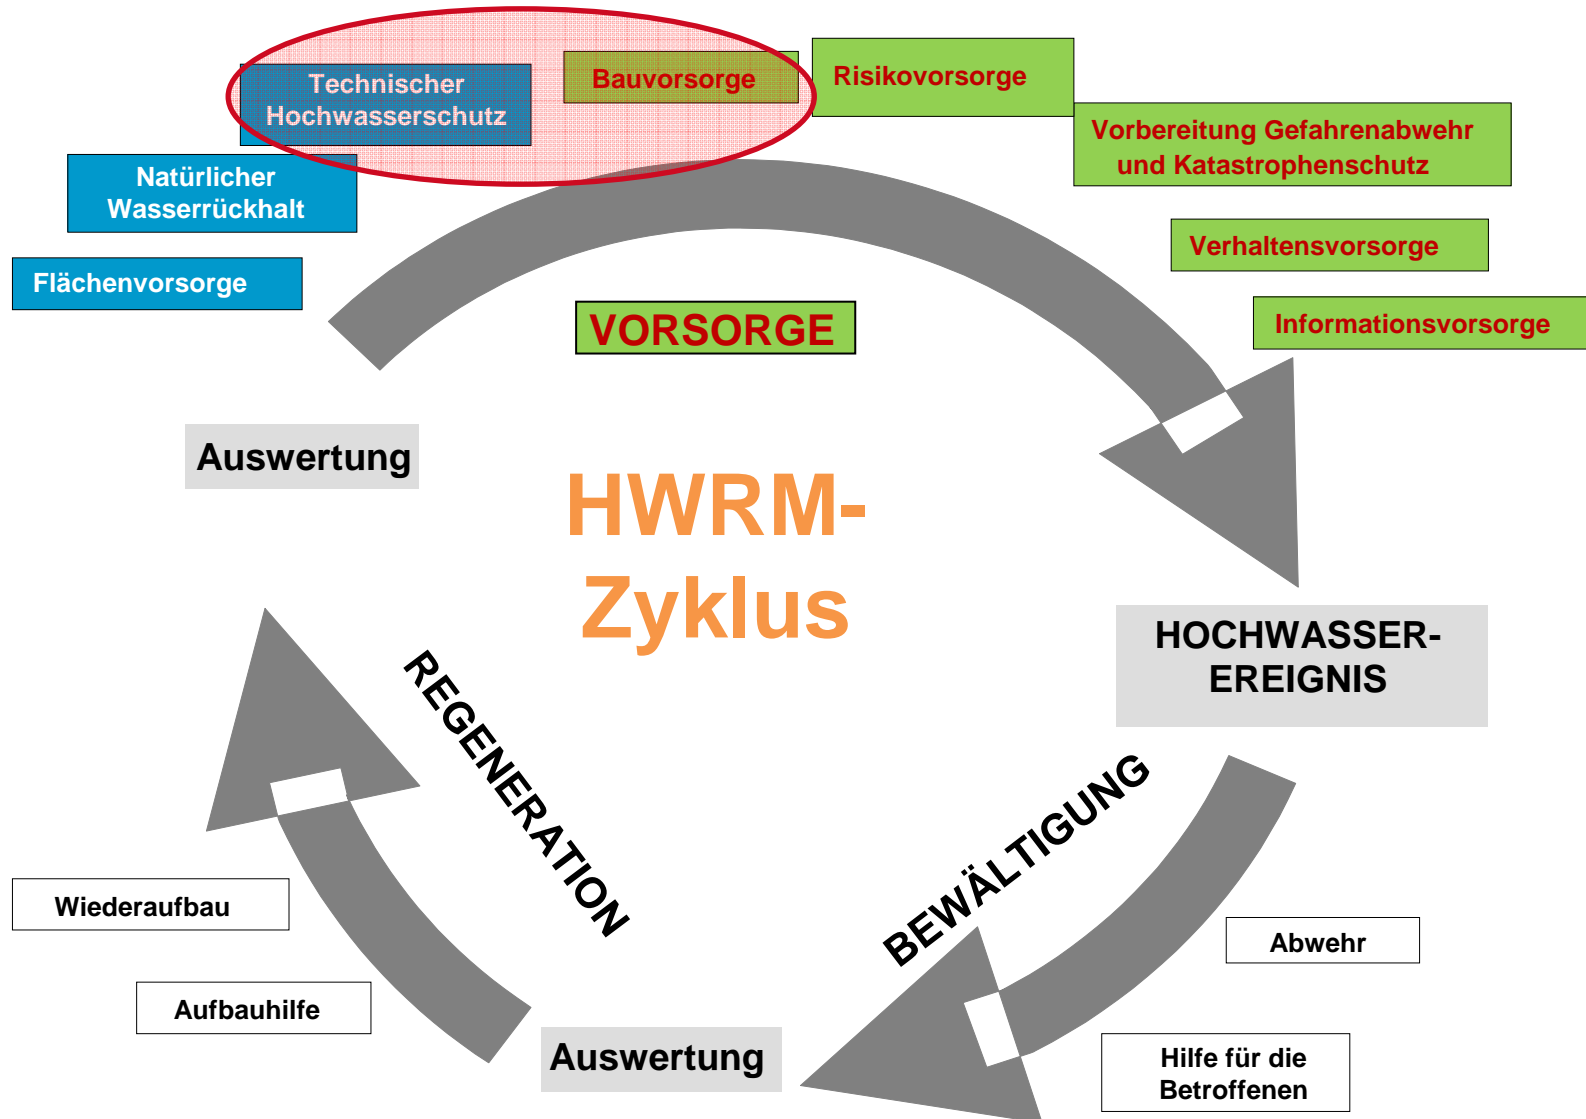 Technischer
Hochwasserschutz
Bauvorsorge
Risikovorsorge
Vorbereitung Gefahrenabwehr
und Katastrophenschutz
Natürlicher
Wasserrückhalt
Verhaltensvorsorge
Flächenvorsorge
Informationsvorsorge
VORSORGE
Auswertung
HWRM-
Zyklus
HOCHWASSER-
EREIGNIS
REGENERATION
BEWÄLTIGUNG
Wiederaufbau
Abwehr
Aufbauhilfe
Auswertung
Hilfe für die
Betroffenen